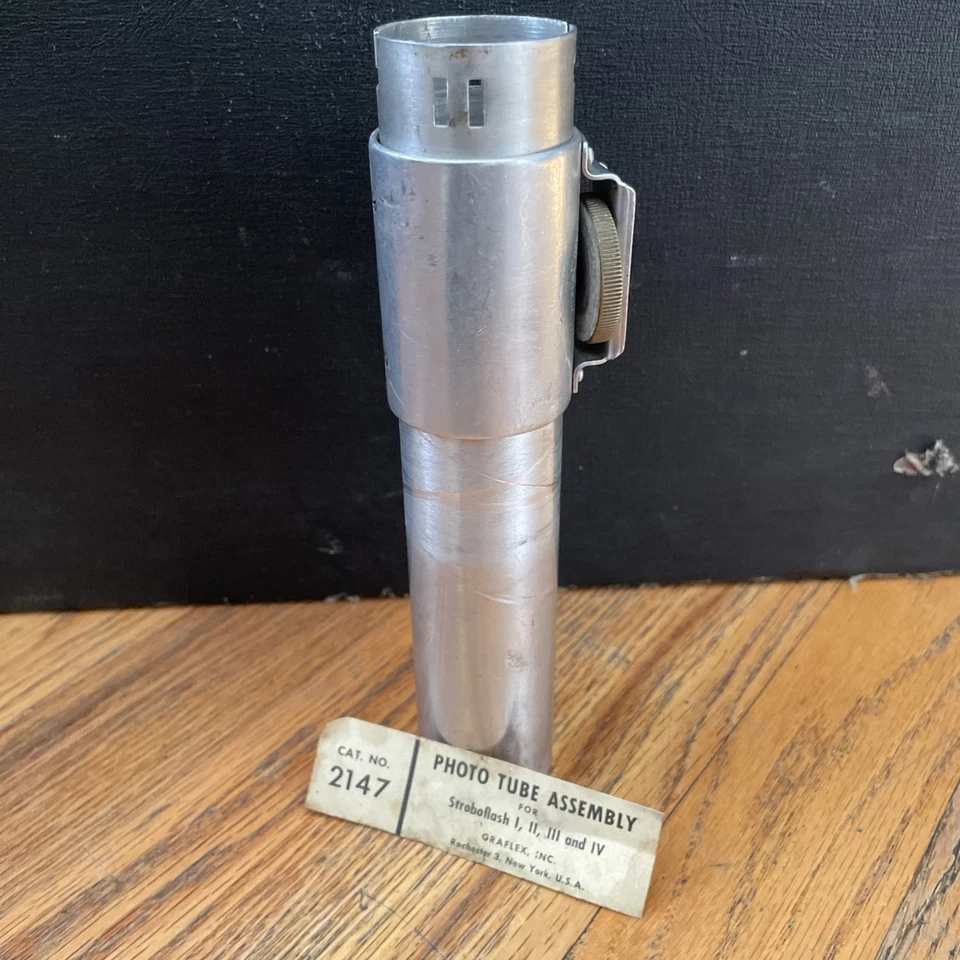 CAT. NO.
2147
PHOTO TUBE ASSEMBLY
FOR
Stroboflash I, II, III and IV
GRAFLEX, INC.
Rochester 3, New York, U.S.A.